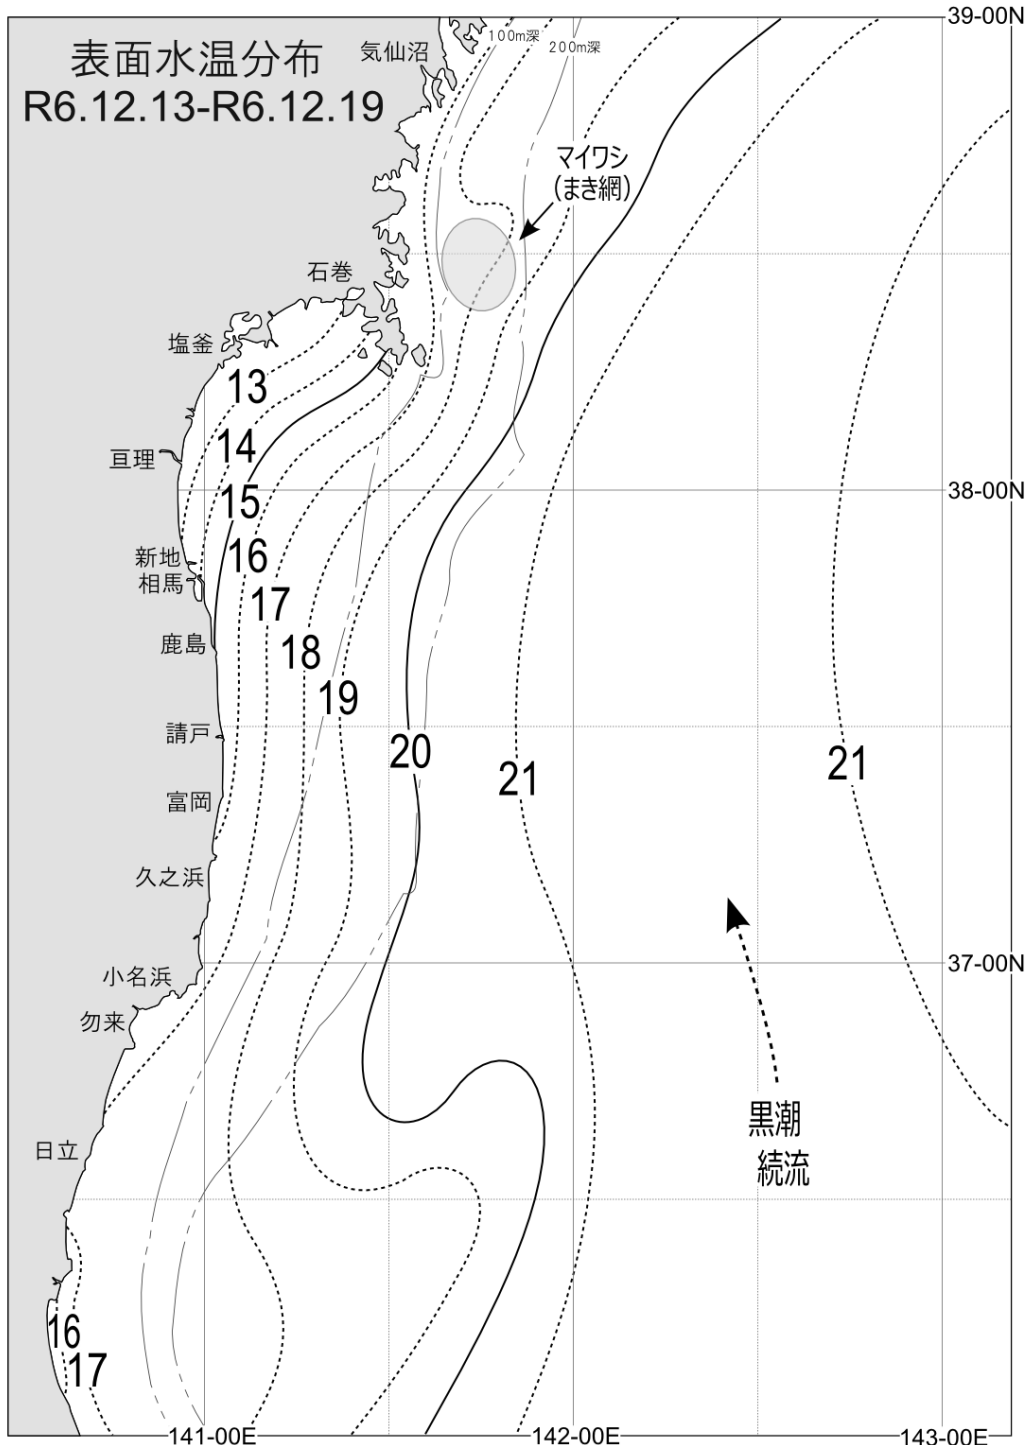 39-00N
表面水温分布
R6.12.13-R6.12.19
気仙沼
100m深
200m深
マイワシ
(まき網)
石巻
塩釜
13
14
亘理
15
38-00N
新地
16
相馬
17
鹿島
18
19
請戸
20
21
21
富岡
久之浜
小名浜
37-00N
勿来
黒潮
続流
日立
16
17
141-00E
142-00E
143-00E